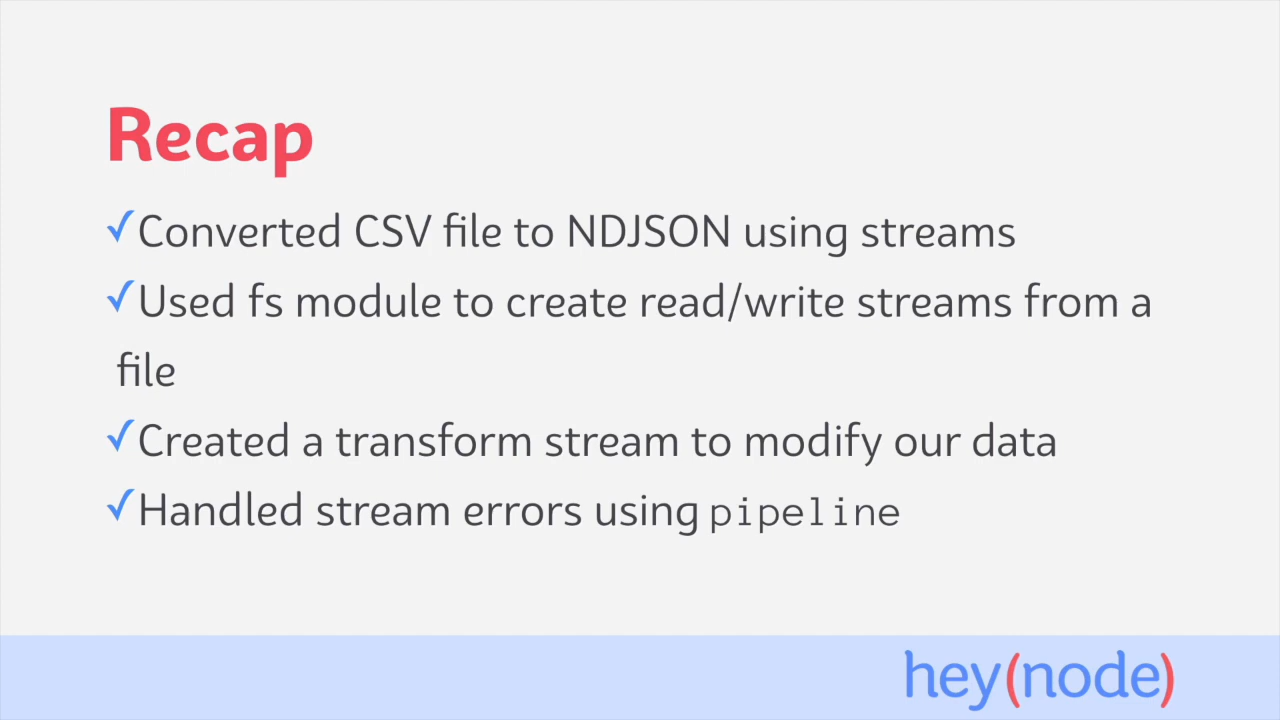 Recap
✓Converted CSV file to NDJSON using streams
✓Used fs module to create read/write streams from a
file
✓Created a transform stream to modify our data
✓Handled stream errors using pipeline
hey(node)